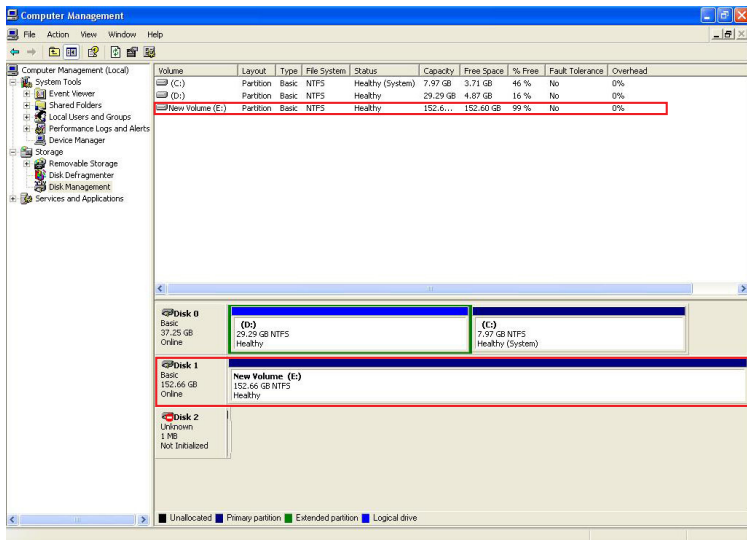 Computer Management
File Action View Window Help
Computer Management (Local)
System Tools
Event Viewer
Shared Folders
Local Users and Groups
Performance Logs and Alerts
Device Manager
Storage
Removable Storage
Disk Defragmenter
Disk Management
Services and Applications
Volume Layout Type File System Status Capacity Free Space % Free Fault Tolerance Overhead
(C:) Partition Basic NTFS Healthy (System) 7.97 GB 3.71 GB 46 % No 0%
(D:) Partition Basic NTFS Healthy 29.29 GB 4.87 GB 16 % No 0%
New Volume (E:) Partition Basic NTFS Healthy 152.6... 152.60 GB 99 % No 0%
Disk 0
Basic
37.25 GB
Online
(D:)
29.29 GB NTFS
Healthy
(C:)
7.97 GB NTFS
Healthy (System)
Disk 1
Basic
152.66 GB
Online
New Volume (E:)
152.66 GB NTFS
Healthy
Disk 2
Unknown
1 MB
Not Initialized
Unallocated Primary partition Extended partition Logical drive